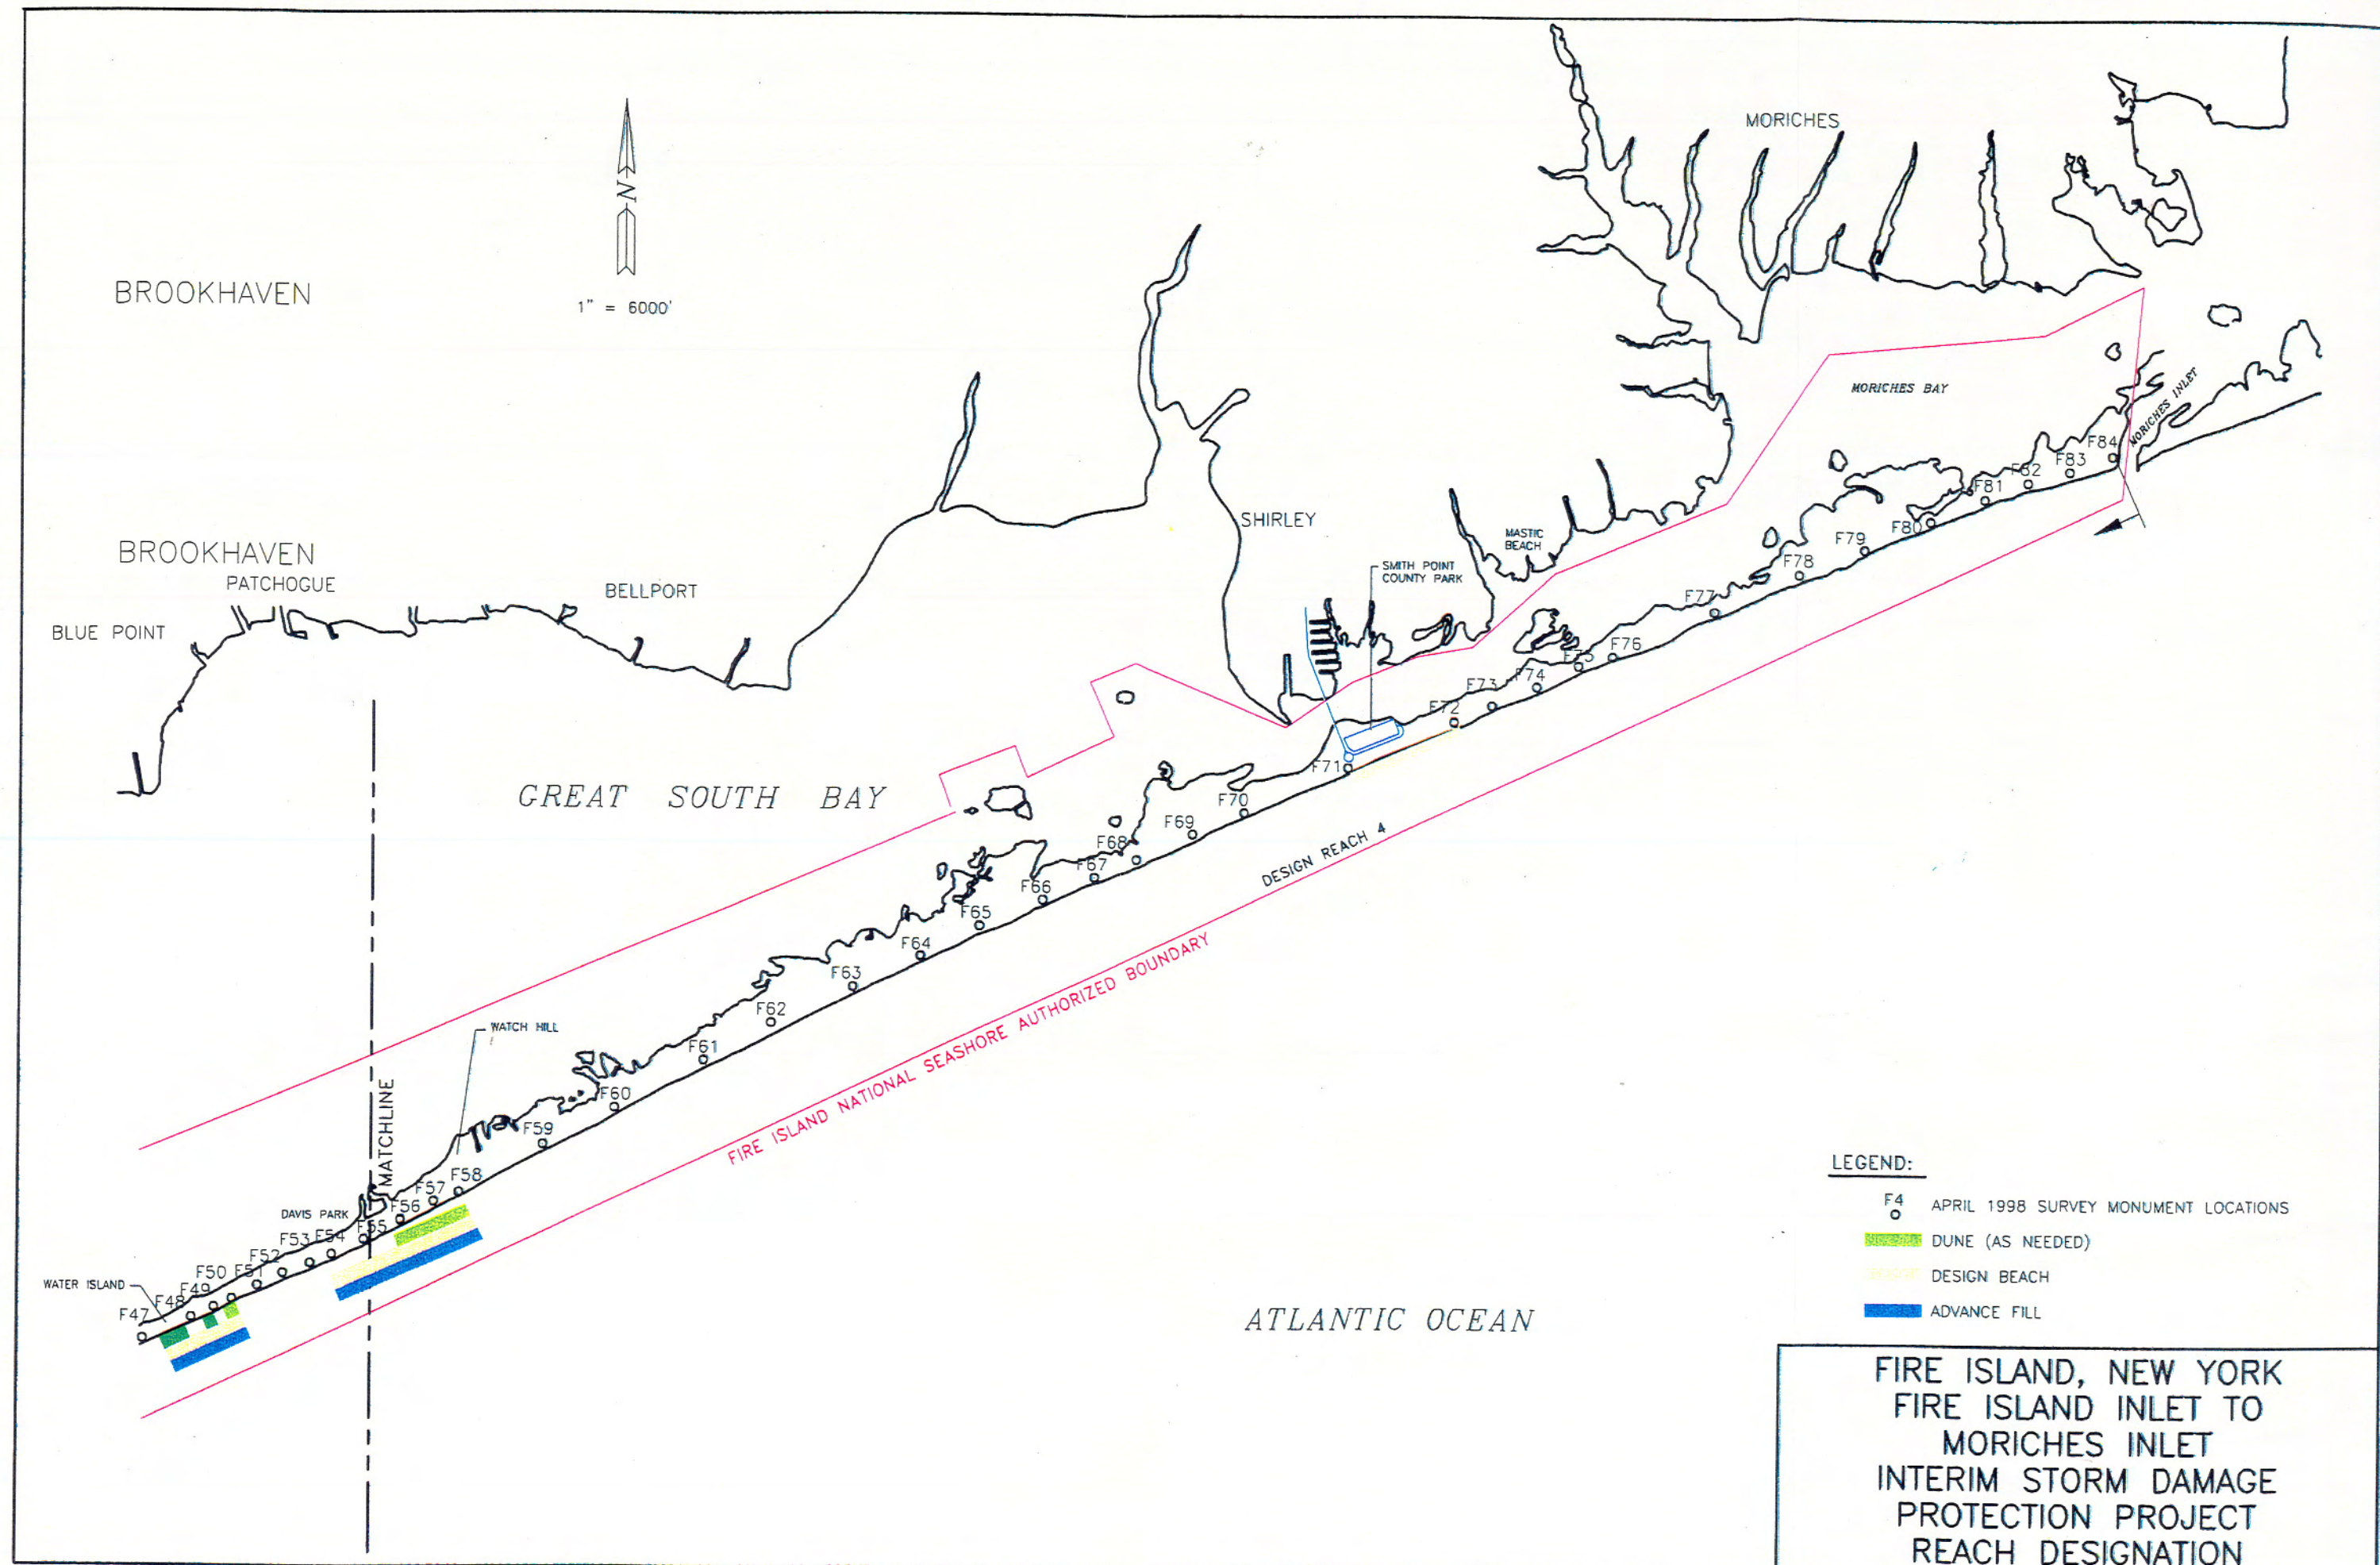 MORICHES
N
1" = 6000'
BROOKHAVEN
MORICHES BAY
MORICHES INLET
F84
F83
F82
F81
F80
F79
F78
F77
F76
F75
F74
F73
F72
F71
SHIRLEY
MASTIC
BEACH
SMITH POINT
COUNTY PARK
BROOKHAVEN
PATCHOGUE
BELLPORT
BLUE POINT
GREAT SOUTH BAY
F70
F69
F68
F67
F66
F65
F64
F63
F62
F61
F60
F59
F58
F57
F56
F55
F54
F53
F52
F51
F50
F49
F48
F47
DESIGN REACH 4
FIRE ISLAND NATIONAL SEASHORE AUTHORIZED BOUNDARY
WATCH HILL
MATCHLINE
DAVIS PARK
WATER ISLAND
ATLANTIC OCEAN
LEGEND:
F4 APRIL 1998 SURVEY MONUMENT LOCATIONS
DUNE (AS NEEDED)
DESIGN BEACH
ADVANCE FILL
FIRE ISLAND, NEW YORK
FIRE ISLAND INLET TO
MORICHES INLET
INTERIM STORM DAMAGE
PROTECTION PROJECT
REACH DESIGNATION